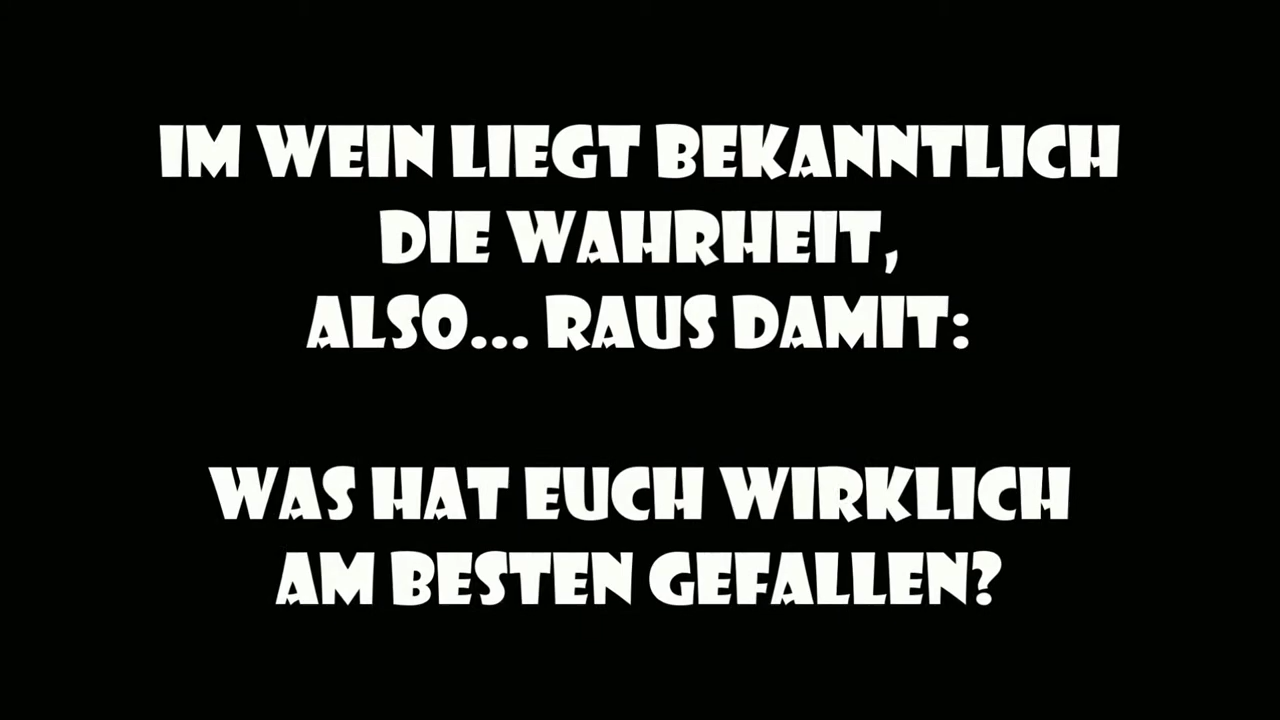 IM WEIN LIEGT BEKANNTLICH
DIE WAHRHEIT,
ALSO... RAUS DAMIT:
WAS HAT EUCH WIRKLICH
AM BESTEN GEFALLEN?